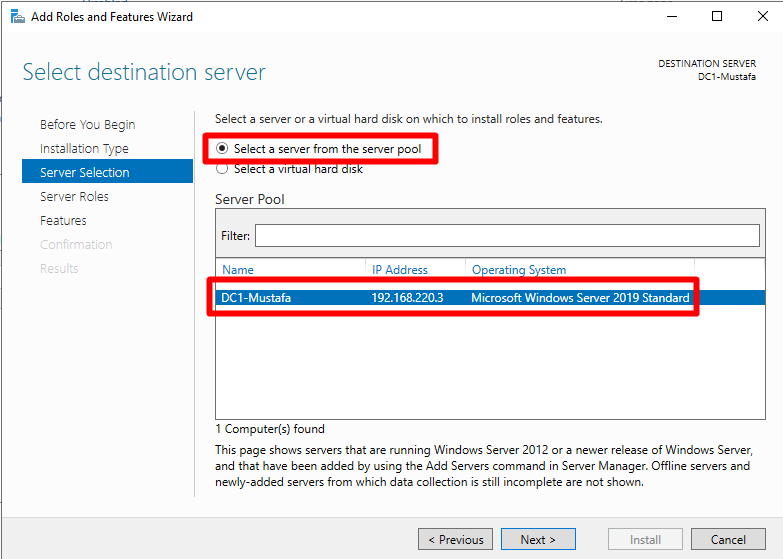 Add Roles and Features Wizard
Select destination server
DESTINATION SERVER
DC1-Mustafa
Before You Begin
Installation Type
Server Selection
Server Roles
Features
Confirmation
Results
Select a server or a virtual hard disk on which to install roles and features.
Select a server from the server pool
Select a virtual hard disk
Server Pool
Filter:
Name IP Address Operating System
DC1-Mustafa 192.168.220.3 Microsoft Windows Server 2019 Standard
1 Computer(s) found
This page shows servers that are running Windows Server 2012 or a newer release of Windows Server,
and that have been added by using the Add Servers command in Server Manager. Offline servers and
newly-added servers from which data collection is still incomplete are not shown.
< Previous Next > Install Cancel